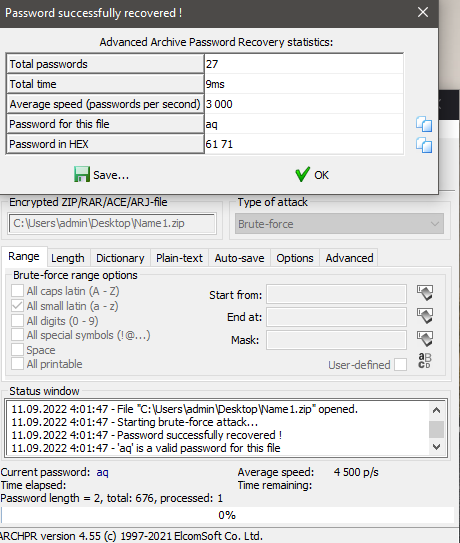 Password successfully recovered !
Advanced Archive Password Recovery statistics:
Total passwords 27
Total time 9ms
Average speed (passwords per second) 3 000
Password for this file aq
Password in HEX 61 71
Save... OK
Encrypted ZIP/RAR/ACE/ARJ-file Type of attack
C:\Users\admin\Desktop\Name1.zip Brute-force
Range Length Dictionary Plain-text Auto-save Options Advanced
Brute-force range options
All caps latin (A - Z) Start from:
All small latin (a - z)
All digits (0 - 9) End at:
All special symbols (!@...) Mask:
Space
All printable User-defined
Status window
11.09.2022 4:01:47 - File "C:\Users\admin\Desktop\Name1.zip" opened.
11.09.2022 4:01:47 - Starting brute-force attack...
11.09.2022 4:01:47 - Password successfully recovered !
11.09.2022 4:01:47 - 'aq' is a valid password for this file
Current password: aq Average speed: 4 500 p/s
Time elapsed: Time remaining:
Password length = 2, total: 676, processed: 1
0%
ARCHPR version 4.55 (c) 1997-2021 ElcomSoft Co. Ltd.